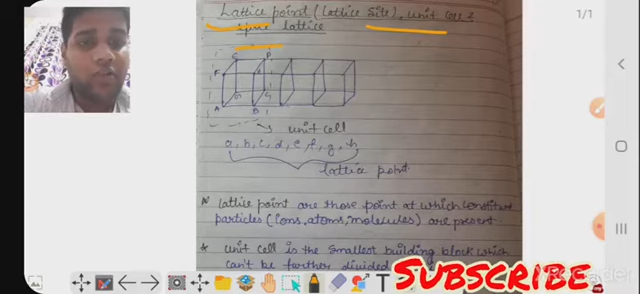 Lattice point (Lattice Site), unit cell &
lattice
1/1
E
F
A
B
unit cell
a, b, c, d, e, f, g, h
lattice point
lattice point are those point at which constituent
particles (Ions, atoms, molecules) are present.
unit cell is the smallest building block which
can't be farther divided
SUBSCRIBE
T